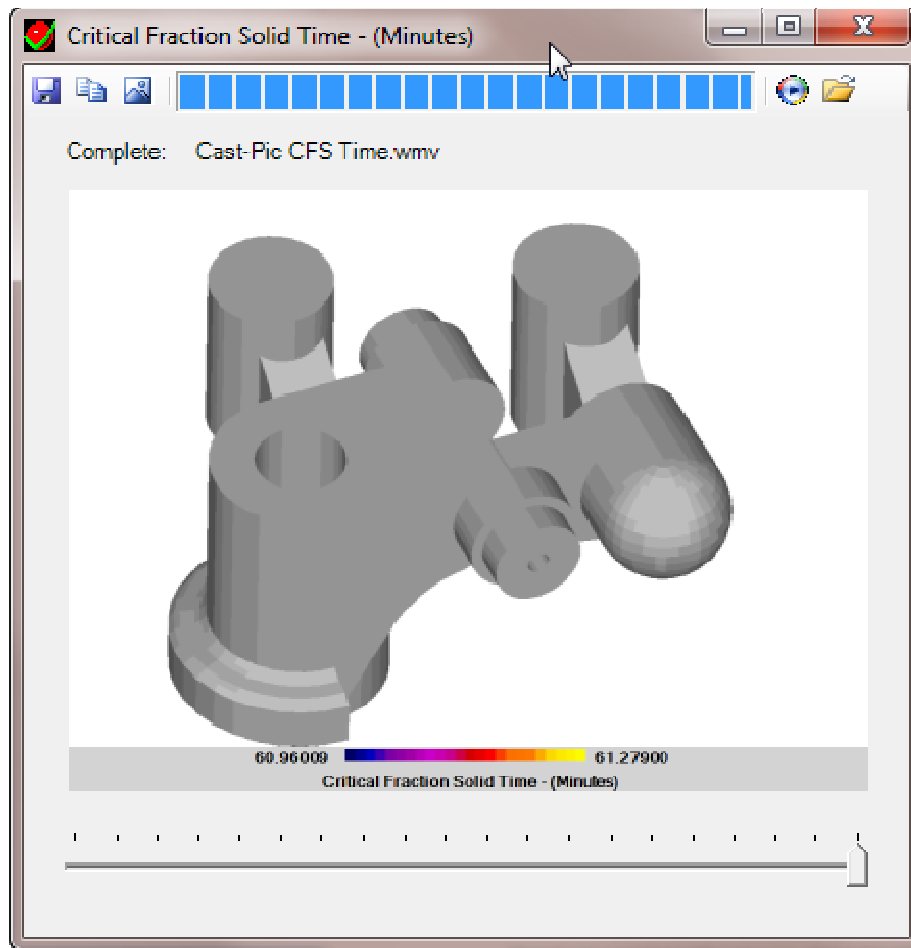 Critical Fraction Solid Time - (Minutes)
Complete: Cast-Pic CFS Time.wmv
60.96009 61.27900
Critical Fraction Solid Time - (Minutes)